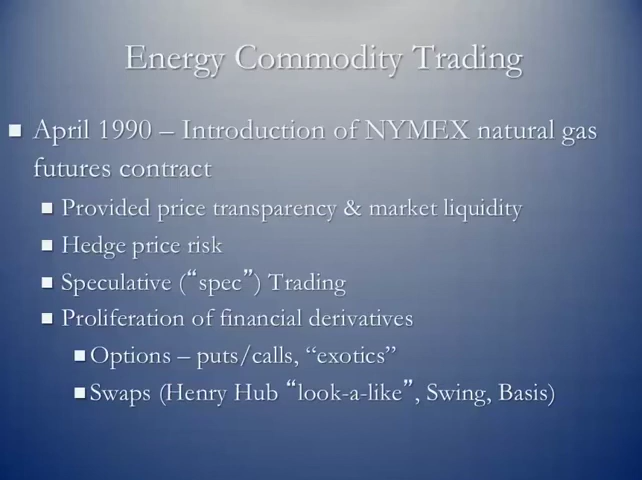 Energy Commodity Trading
■ April 1990 – Introduction of NYMEX natural gas
futures contract
■ Provided price transparency & market liquidity
■ Hedge price risk
■ Speculative (“spec”) Trading
■ Proliferation of financial derivatives
■ Options – puts/calls, “exotics”
■ Swaps (Henry Hub “look-a-like”, Swing, Basis)